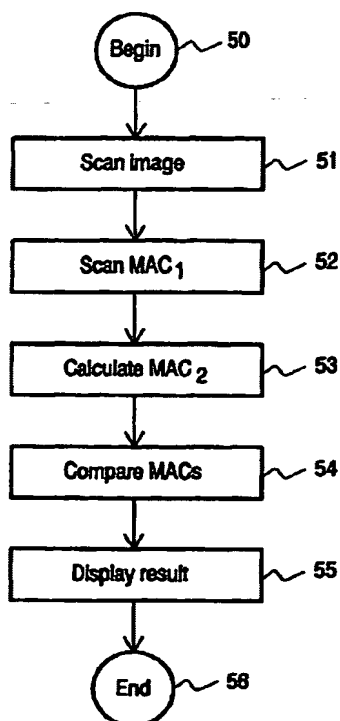 Begin 50
Scan image 51
Scan MAC₁ 52
Calculate MAC₂ 53
Compare MACs 54
Display result 55
End 56